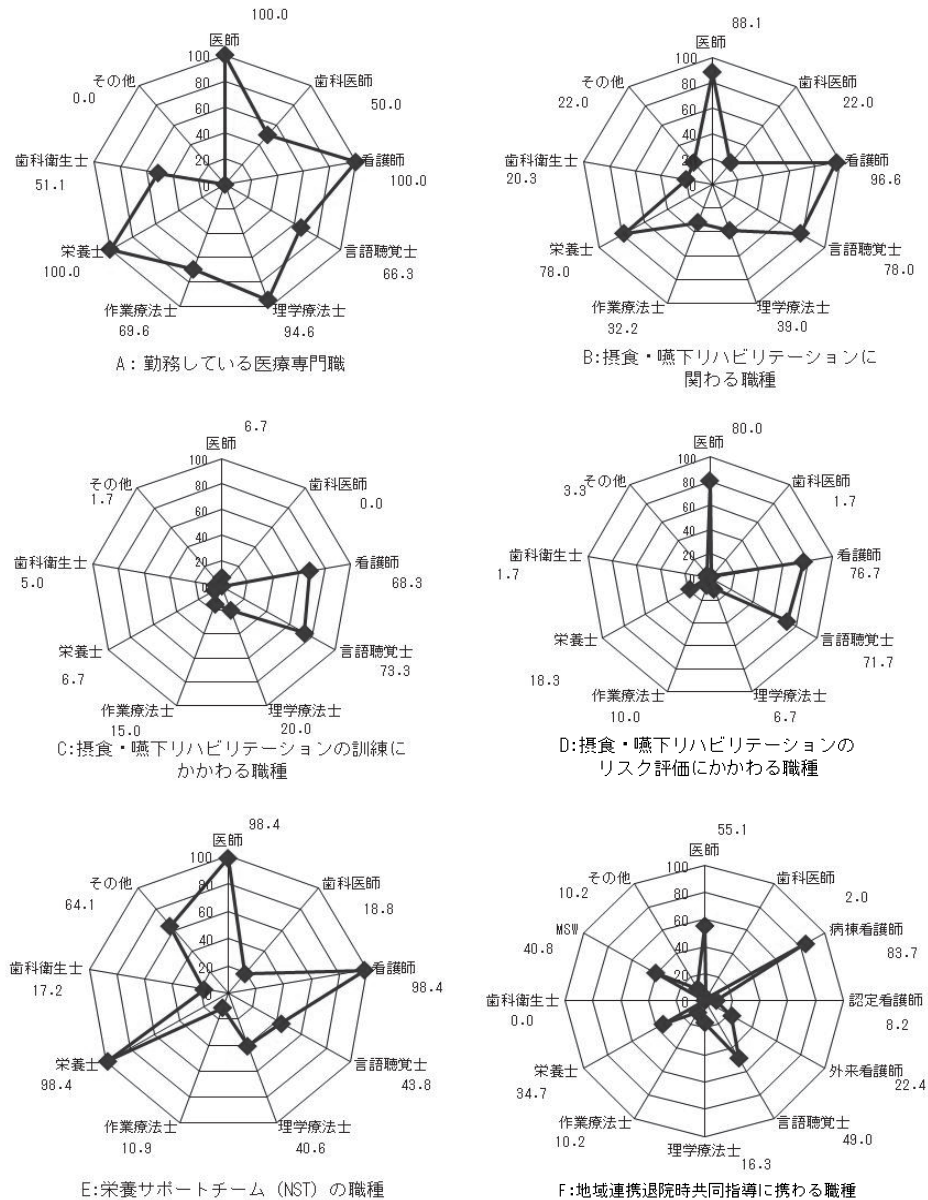 100.0
医師
100
80
60
40
20
0
歯科医師
50.0
看護師
100.0
言語聴覚士
66.3
理学療法士
94.6
作業療法士
69.6
栄養士
100.0
歯科衛生士
51.1
その他
0.0
A: 勤務している医療専門職
88.1
医師
100
80
60
40
20
0
歯科医師
22.0
看護師
96.6
言語聴覚士
78.0
理学療法士
39.0
作業療法士
32.2
栄養士
78.0
歯科衛生士
20.3
その他
22.0
B:摂食・嚥下リハビリテーションに
関わる職種
6.7
医師
100
80
60
40
20
0
歯科医師
0.0
看護師
68.3
言語聴覚士
73.3
理学療法士
20.0
作業療法士
15.0
栄養士
6.7
歯科衛生士
5.0
その他
1.7
C:摂食・嚥下リハビリテーションの訓練に
かかわる職種
80.0
医師
100
80
60
40
20
0
歯科医師
1.7
看護師
76.7
言語聴覚士
71.7
理学療法士
6.7
作業療法士
10.0
栄養士
18.3
歯科衛生士
1.7
その他
3.3
D:摂食・嚥下リハビリテーションの
リスク評価にかかわる職種
98.4
医師
100
80
60
40
20
0
歯科医師
18.8
看護師
98.4
言語聴覚士
43.8
理学療法士
40.6
作業療法士
10.9
栄養士
98.4
歯科衛生士
17.2
その他
64.1
E:栄養サポートチーム (NST) の職種
55.1
医師
100
80
60
40
20
0
歯科医師
2.0
病棟看護師
83.7
認定看護師
8.2
外来看護師
22.4
言語聴覚士
49.0
理学療法士
16.3
作業療法士
10.2
栄養士
34.7
歯科衛生士
0.0
MSW
40.8
その他
10.2
F:地域連携退院時共同指導に携わる職種